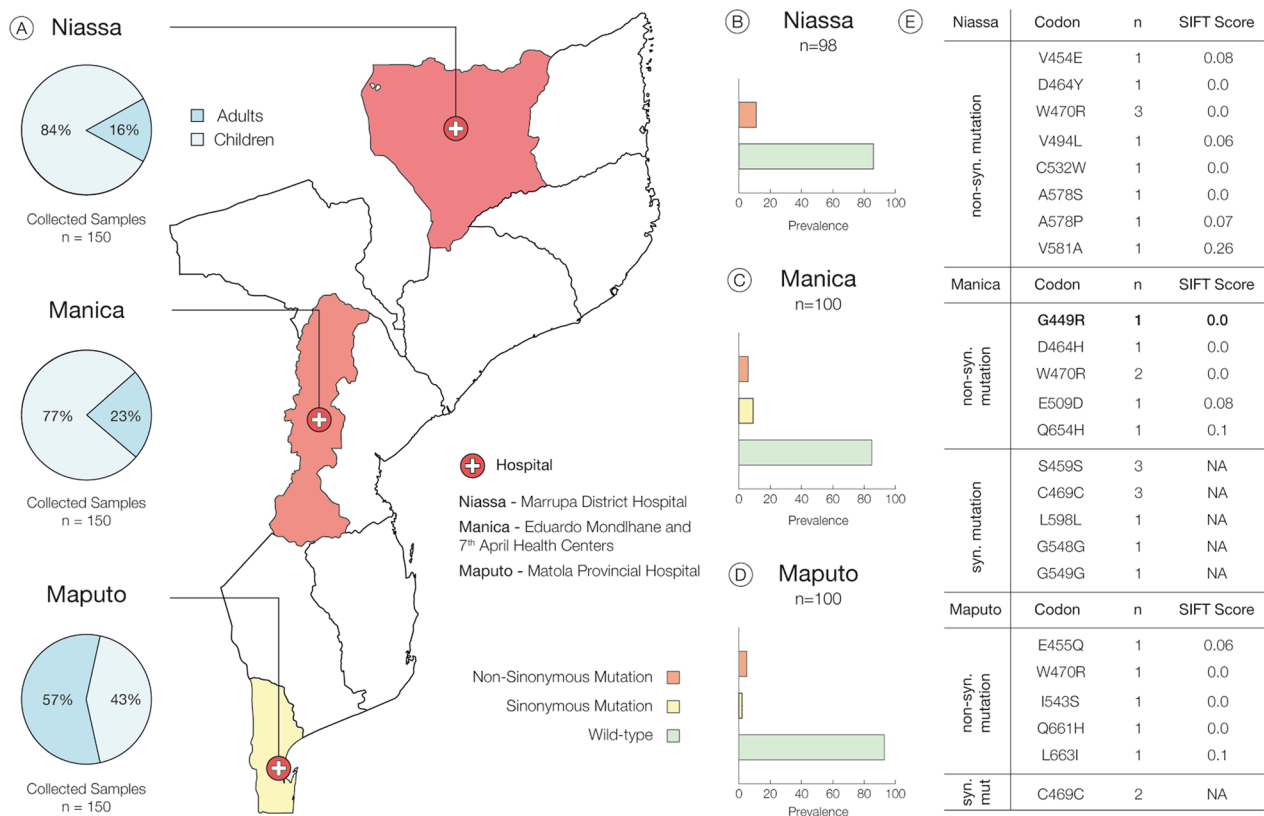 A
Niassa
84%
16%
Adults
Children
Collected Samples
n = 150
Manica
77%
23%
Collected Samples
n = 150
Maputo
57%
43%
Collected Samples
n = 150
Hospital
Niassa - Marrupa District Hospital
Manica - Eduardo Mondlhane and
7th April Health Centers
Maputo - Matola Provincial Hospital
Non-Sinonymous Mutation
Sinonymous Mutation
Wild-type
B
Niassa
n=98
0 20 40 60 80 100
Prevalence
C
Manica
n=100
0 20 40 60 80 100
Prevalence
D
Maputo
n=100
0 20 40 60 80 100
Prevalence
E
Niassa Codon n SIFT Score
non-syn. mutation
V454E 1 0.08
D464Y 1 0.0
W470R 3 0.0
V494L 1 0.06
C532W 1 0.0
A578S 1 0.0
A578P 1 0.07
V581A 1 0.26
Manica Codon n SIFT Score
non-syn.
mutation
G449R 1 0.0
D464H 1 0.0
W470R 2 0.0
E509D 1 0.08
Q654H 1 0.1
syn. mutation
S459S 3 NA
C469C 3 NA
L598L 1 NA
G548G 1 NA
G549G 1 NA
Maputo Codon n SIFT Score
non-syn.
mutation
E455Q 1 0.06
W470R 1 0.0
I543S 1 0.0
Q661H 1 0.0
L663I 1 0.1
syn.
mut
C469C 2 NA